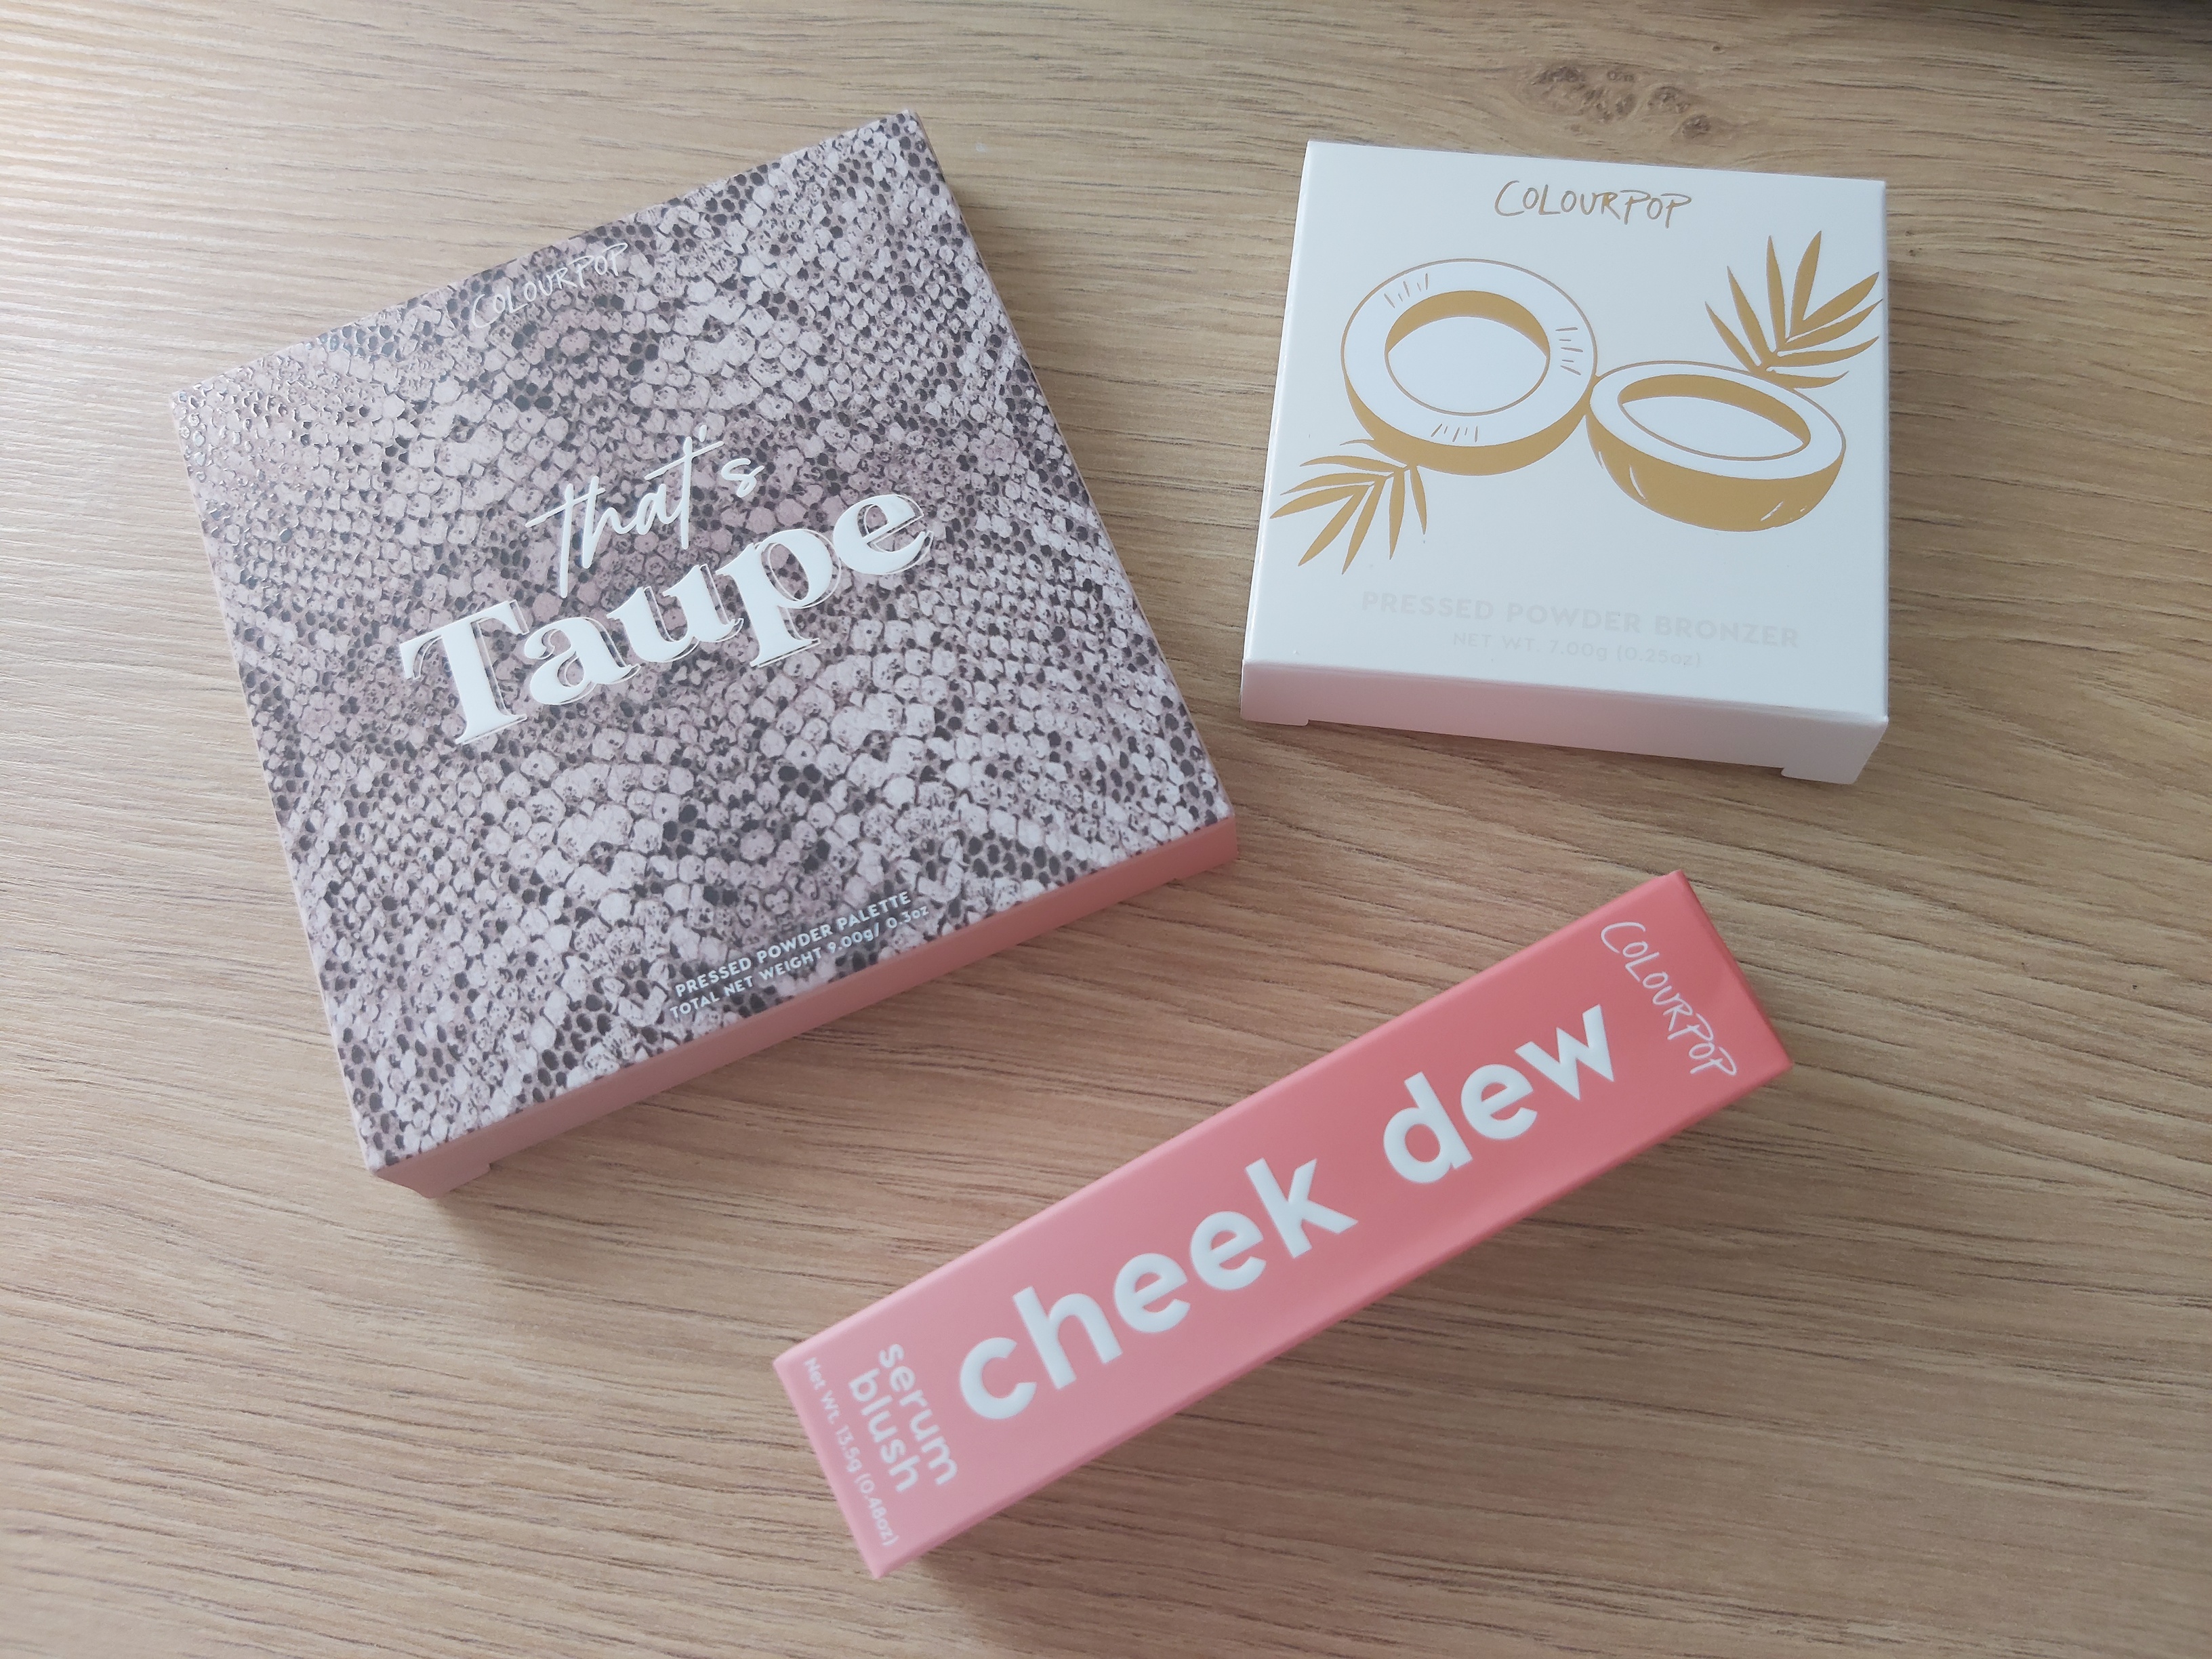 COLOURPOP
that's
Taupe
PRESSED POWDER PALETTE
TOTAL NET WEIGHT 9.00g/ 0.3oz
COLOURPOP
PRESSED POWDER BRONZER
NET WT. 7.00g (0.25oz)
COLOURPOP
cheek dew
serum
blush
Net Wt. 13.5g (0.48oz)